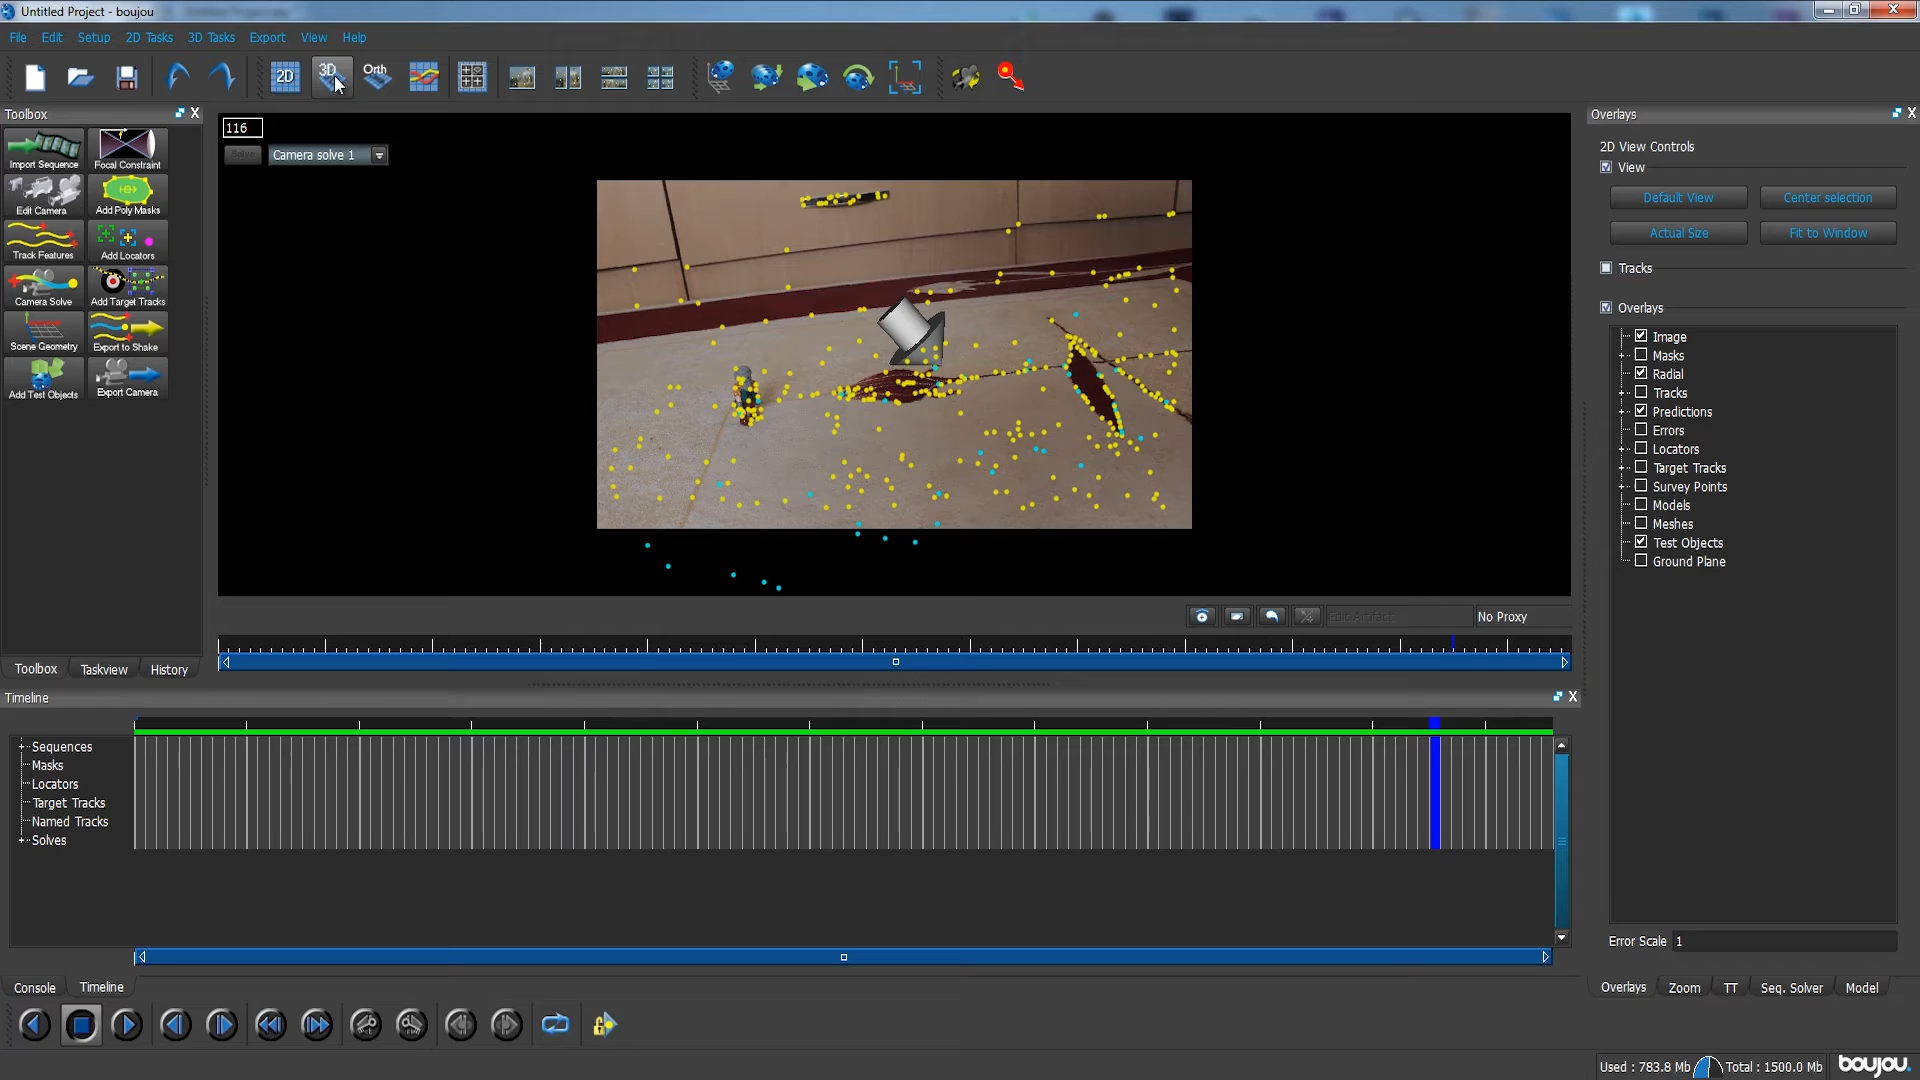 Untitled Project - boujou
File Edit Setup 2D Tasks 3D Tasks Export View Help
2D 3D Orth
Toolbox
Import Sequence
Focal Constraint
Edit Camera
Add Poly Masks
Track Features
Add Locators
Camera Solve
Add Target Tracks
Scene Geometry
Export to Shake
Add Test Objects
Export Camera
116
Solve
Camera solve 1
Edit Artifact
No Proxy
Toolbox Taskview History
Timeline
Sequences
Masks
Locators
Target Tracks
Named Tracks
Solves
Console Timeline
Overlays
2D View Controls
View
Default View Center selection
Actual Size Fit to Window
Tracks
Overlays
Image
Masks
Radial
Tracks
Predictions
Errors
Locators
Target Tracks
Survey Points
Models
Meshes
Test Objects
Ground Plane
Error Scale 1
Overlays Zoom TT Seq. Solver Model
Used : 783.8 Mb Total : 1500.0 Mb boujou.